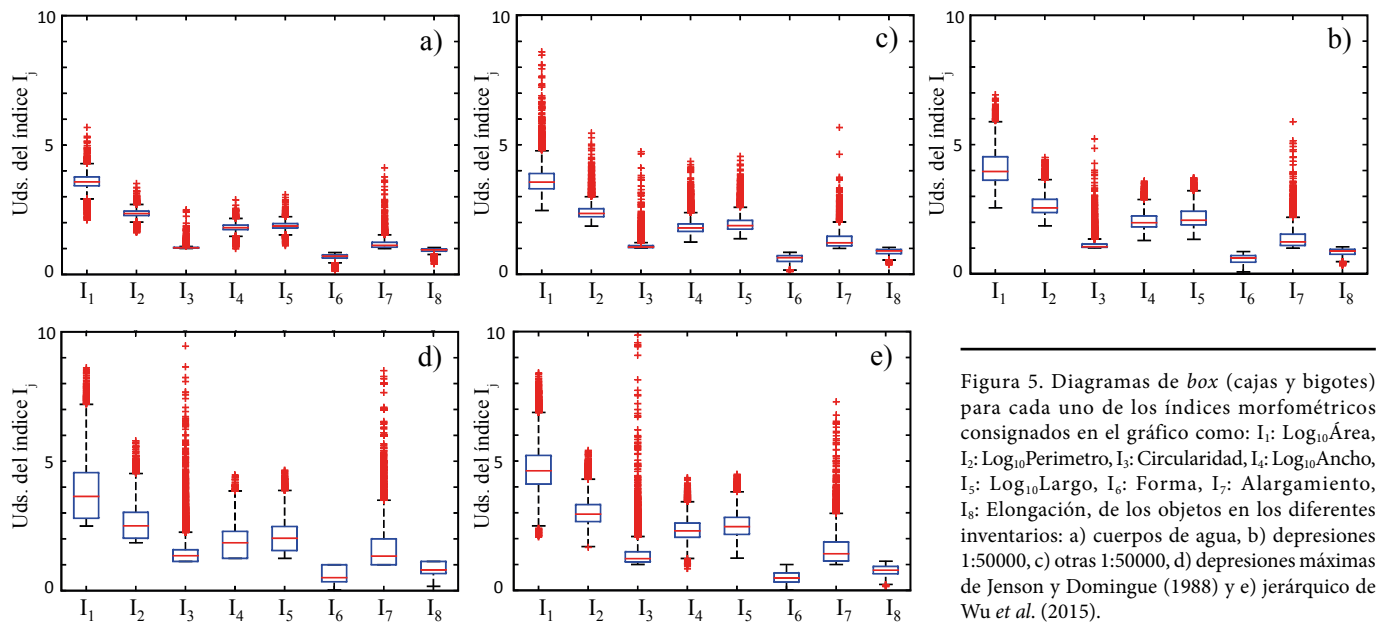 10
5
0
Uds. del índice Ij
a)
I1 I2 I3 I4 I5 I6 I7 I8
10
5
0
Uds. del índice Ij
c)
I1 I2 I3 I4 I5 I6 I7 I8
10
5
0
Uds. del índice Ij
b)
I1 I2 I3 I4 I5 I6 I7 I8
10
5
0
Uds. del índice Ij
d)
I1 I2 I3 I4 I5 I6 I7 I8
10
5
0
Uds. del índice Ij
e)
I1 I2 I3 I4 I5 I6 I7 I8
Figura 5. Diagramas de box (cajas y bigotes)
para cada uno de los índices morfométricos
consignados en el gráfico como: I1: Log10Área,
I2: Log10Perimetro, I3: Circularidad, I4: Log10Ancho,
I5: Log10Largo, I6: Forma, I7: Alargamiento,
I8: Elongación, de los objetos en los diferentes
inventarios: a) cuerpos de agua, b) depresiones
1:50000, c) otras 1:50000, d) depresiones máximas
de Jenson y Domingue (1988) y e) jerárquico de
Wu et al. (2015).